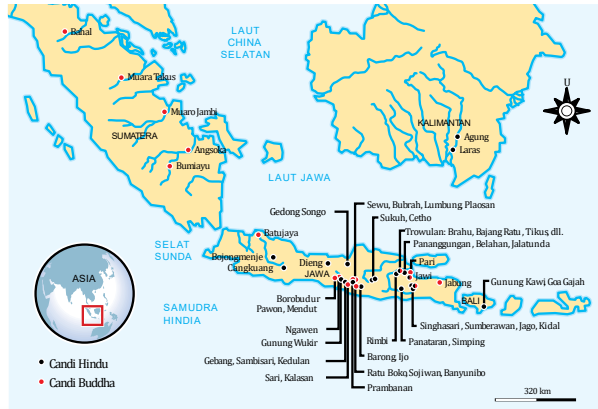 LAUT
CHINA
SELATAN
Bahal
Muara Takus
Muaro Jambi
SUMATERA
Angsoka
Bumiayu
KALIMANTAN
Agung
Laras
U
LAUT JAWA
Sewu, Bubrah, Lumbung, Plaosan
Gedong Songo
Sukuh, Cetho
Trowulan: Brahu, Bajang Ratu, Tikus, dll.
Batujaya
Pananggungan, Belahan, Jalatunda
SELAT
SUNDA
Bojongmenje
Cangkuang
Dieng
JAWA
Pari
Jawi
Jabung
Gunung Kawi, Goa Gajah
BALI
ASIA
SAMUDRA
HINDIA
Borobudur
Pawon, Mendut
Ngawen
Gunung Wukir
Gebang, Sambisari, Kedulan
Sari, Kalasan
Singhasari, Sumberawan, Jago, Kidal
Rimbi
Panataran, Simping
Barong, Ijo
Ratu Boko, Sojiwan, Banyunibo
Prambanan
Candi Hindu
Candi Buddha
320 km